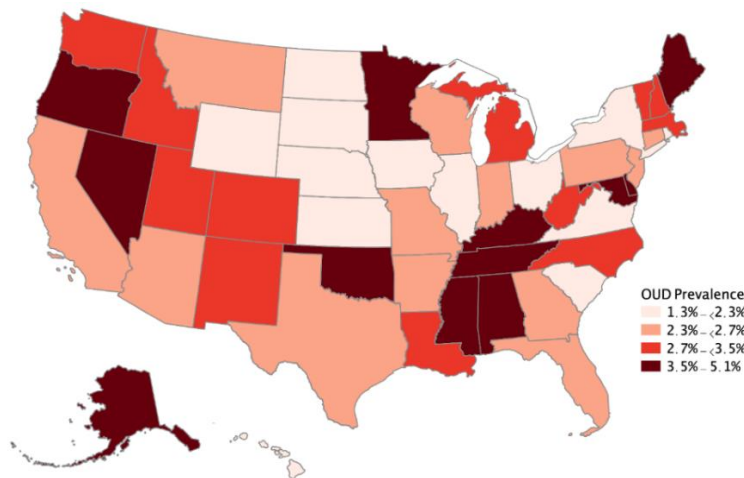 OUD Prevalence
1.3% – <2.3%
2.3% – <2.7%
2.7% – <3.5%
3.5% – 5.1%